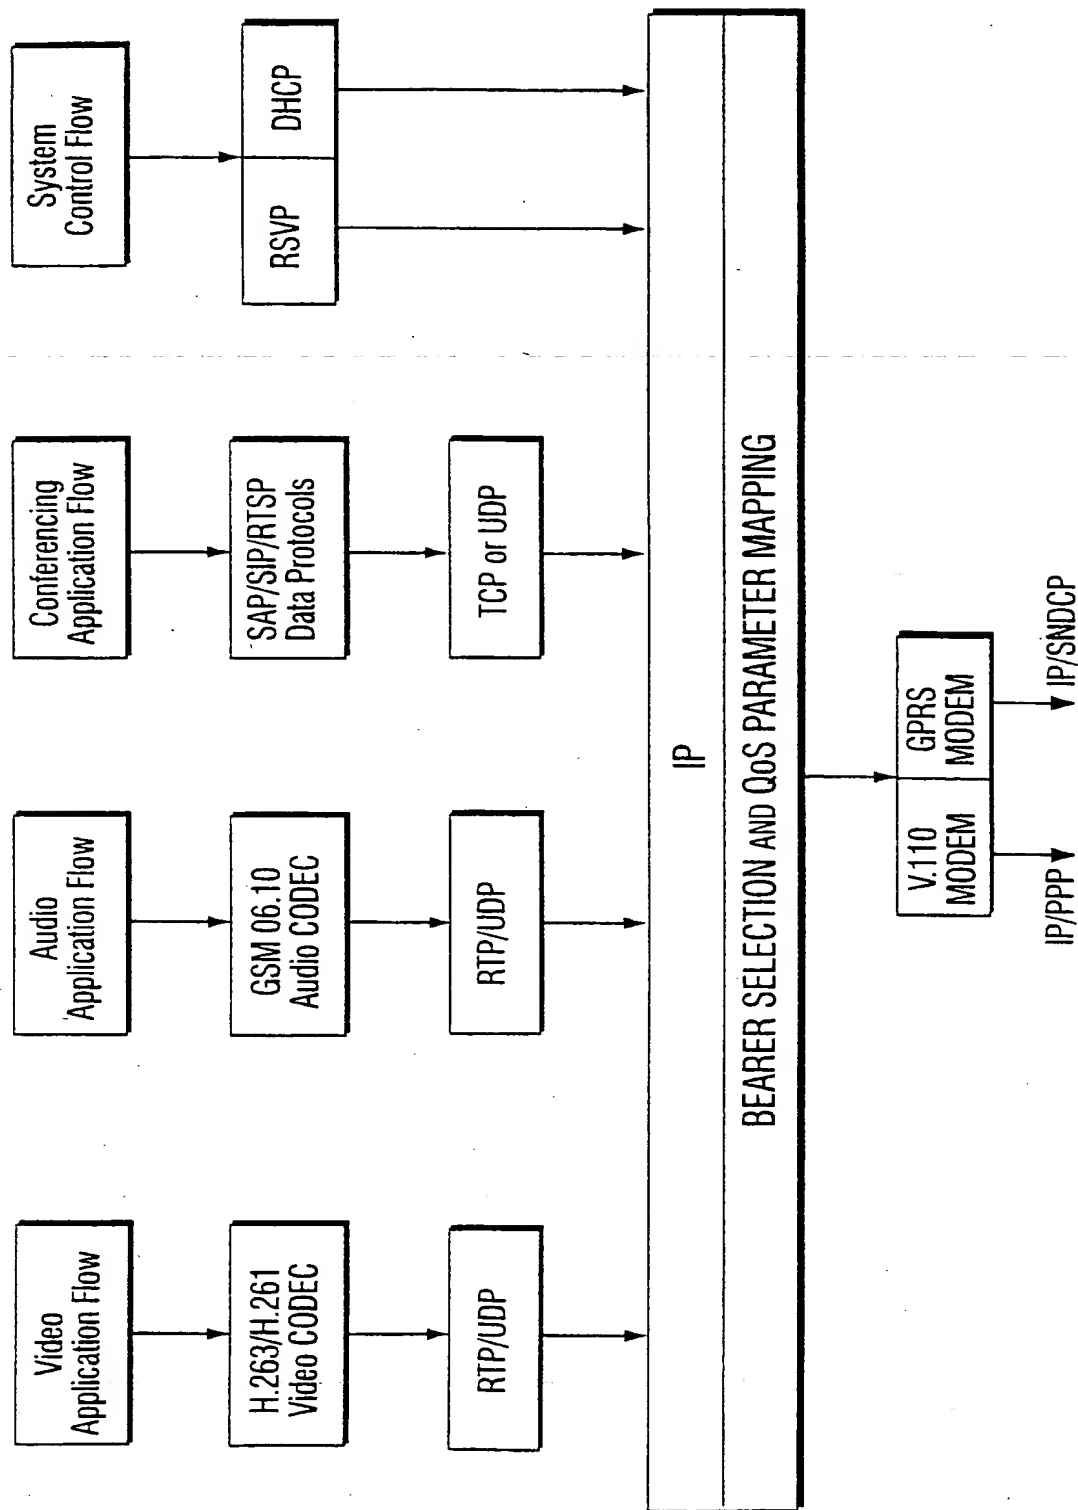 Video
Application Flow
Audio
Application Flow
Conferencing
Application Flow
System
Control Flow
H.263/H.261
Video CODEC
GSM 06.10
Audio CODEC
SAP/SIP/RTSP
Data Protocols
RSVP
DHCP
RTP/UDP
RTP/UDP
TCP or UDP
IP
BEARER SELECTION AND QoS PARAMETER MAPPING
V.110
MODEM
GPRS
MODEM
IP/PPP
IP/SNDCP